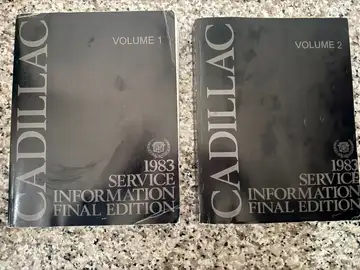 CADILLAC
VOLUME 1
1983
SERVICE
INFORMATION
FINAL EDITION
CADILLAC
VOLUME 2
1983
SERVICE
INFORMATION
FINAL EDITION